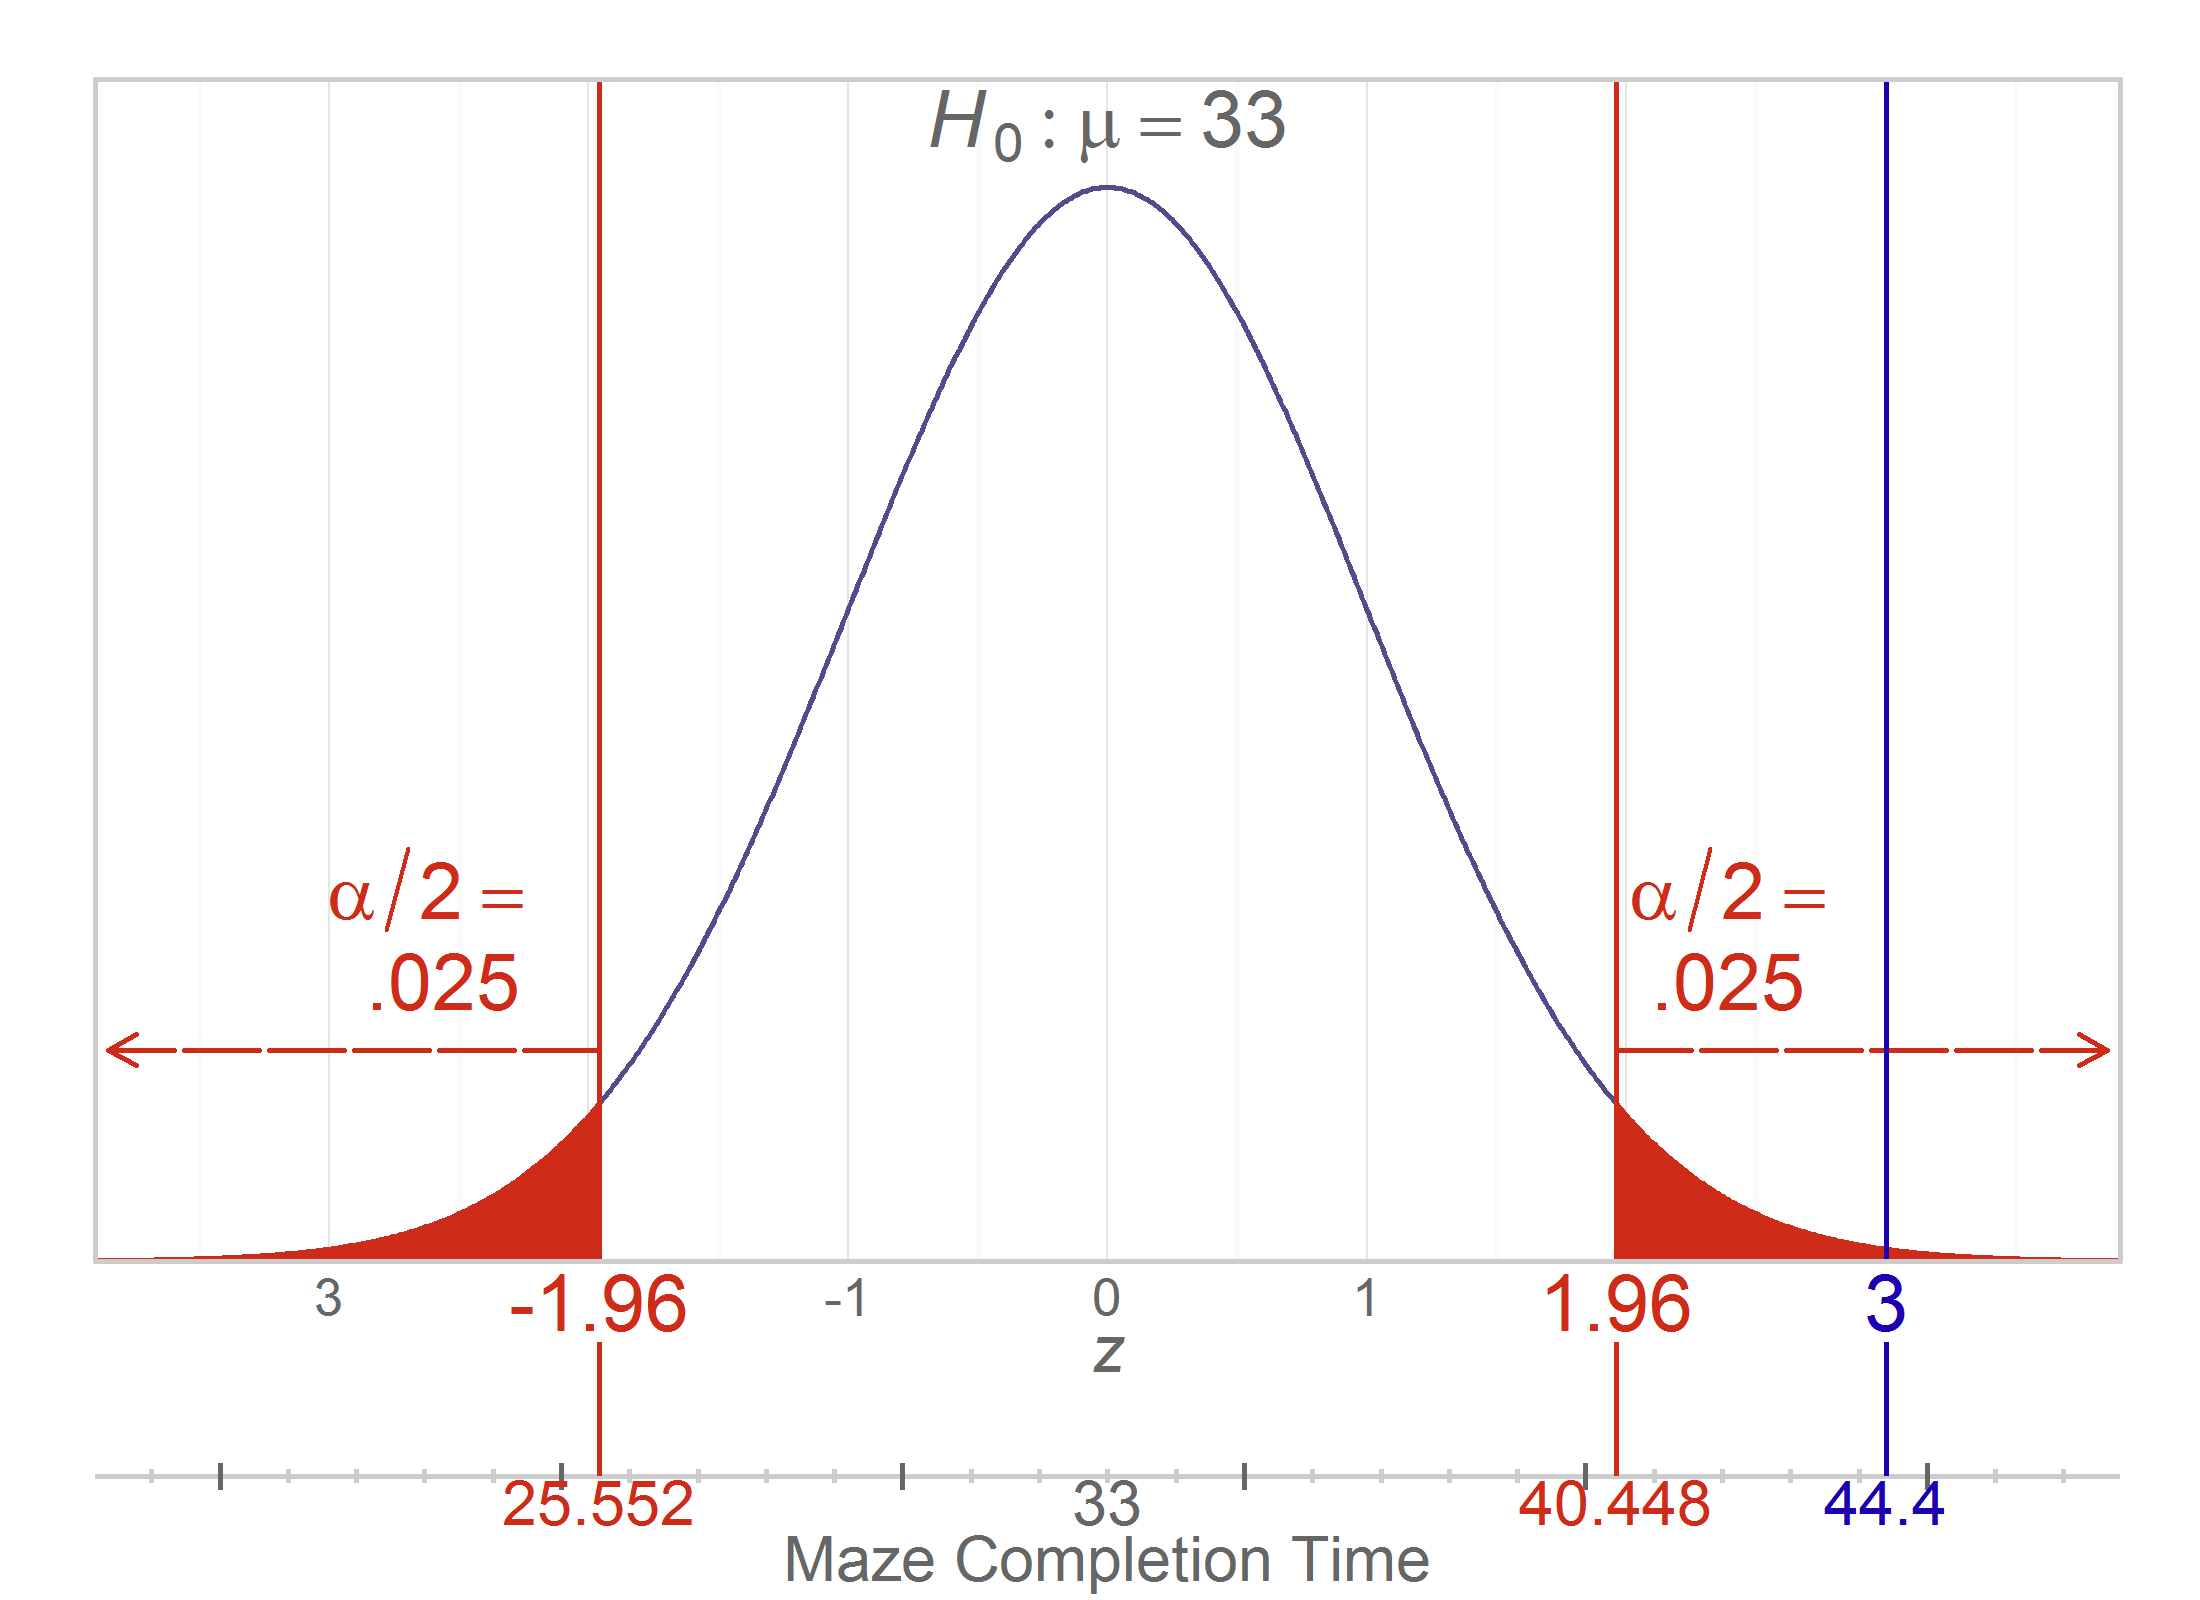 H0 : μ = 33
α/2 =
.025
α/2 =
.025
3 -1.96 -1 0 1 1.96 3
z
25.552 33 40.448 44.4
Maze Completion Time